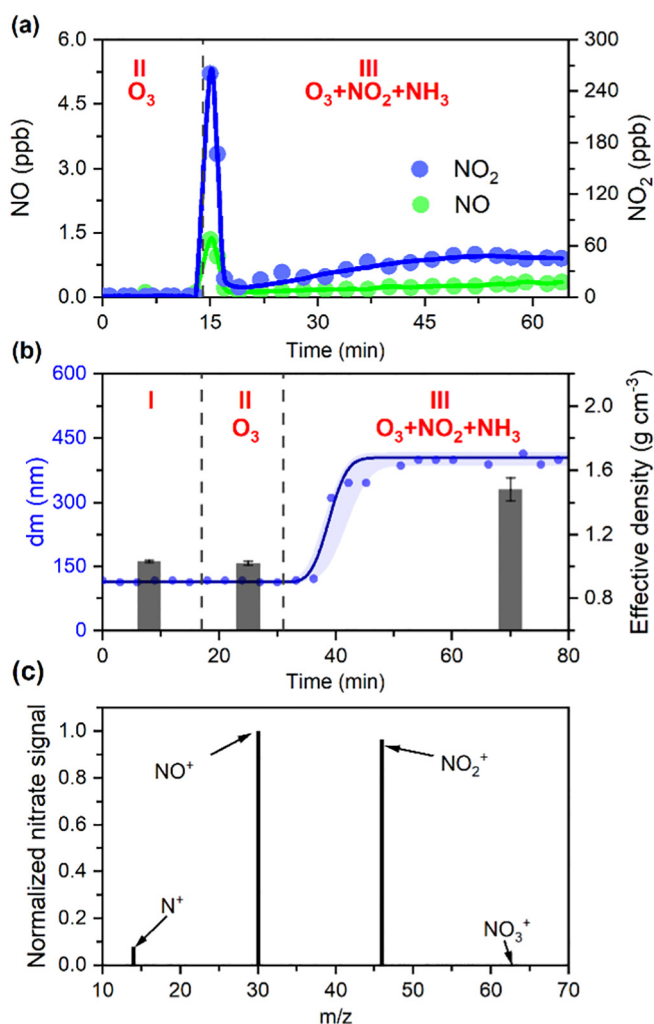 (a)
6.0
4.5
3.0
1.5
0.0
NO (ppb)
II
O₃
III
O₃+NO₂+NH₃
NO₂
NO
300
240
180
120
60
0
NO₂ (ppb)
0 15 30 45 60
Time (min)
(b)
600
450
300
150
0
dm (nm)
I
II
O₃
III
O₃+NO₂+NH₃
2.1
1.8
1.5
1.2
0.9
Effective density (g cm⁻³)
0 20 40 60 80
Time (min)
(c)
1.0
0.8
0.6
0.4
0.2
0.0
Normalized nitrate signal
NO⁺
NO₂⁺
N⁺
NO₃⁺
10 20 30 40 50 60 70
m/z